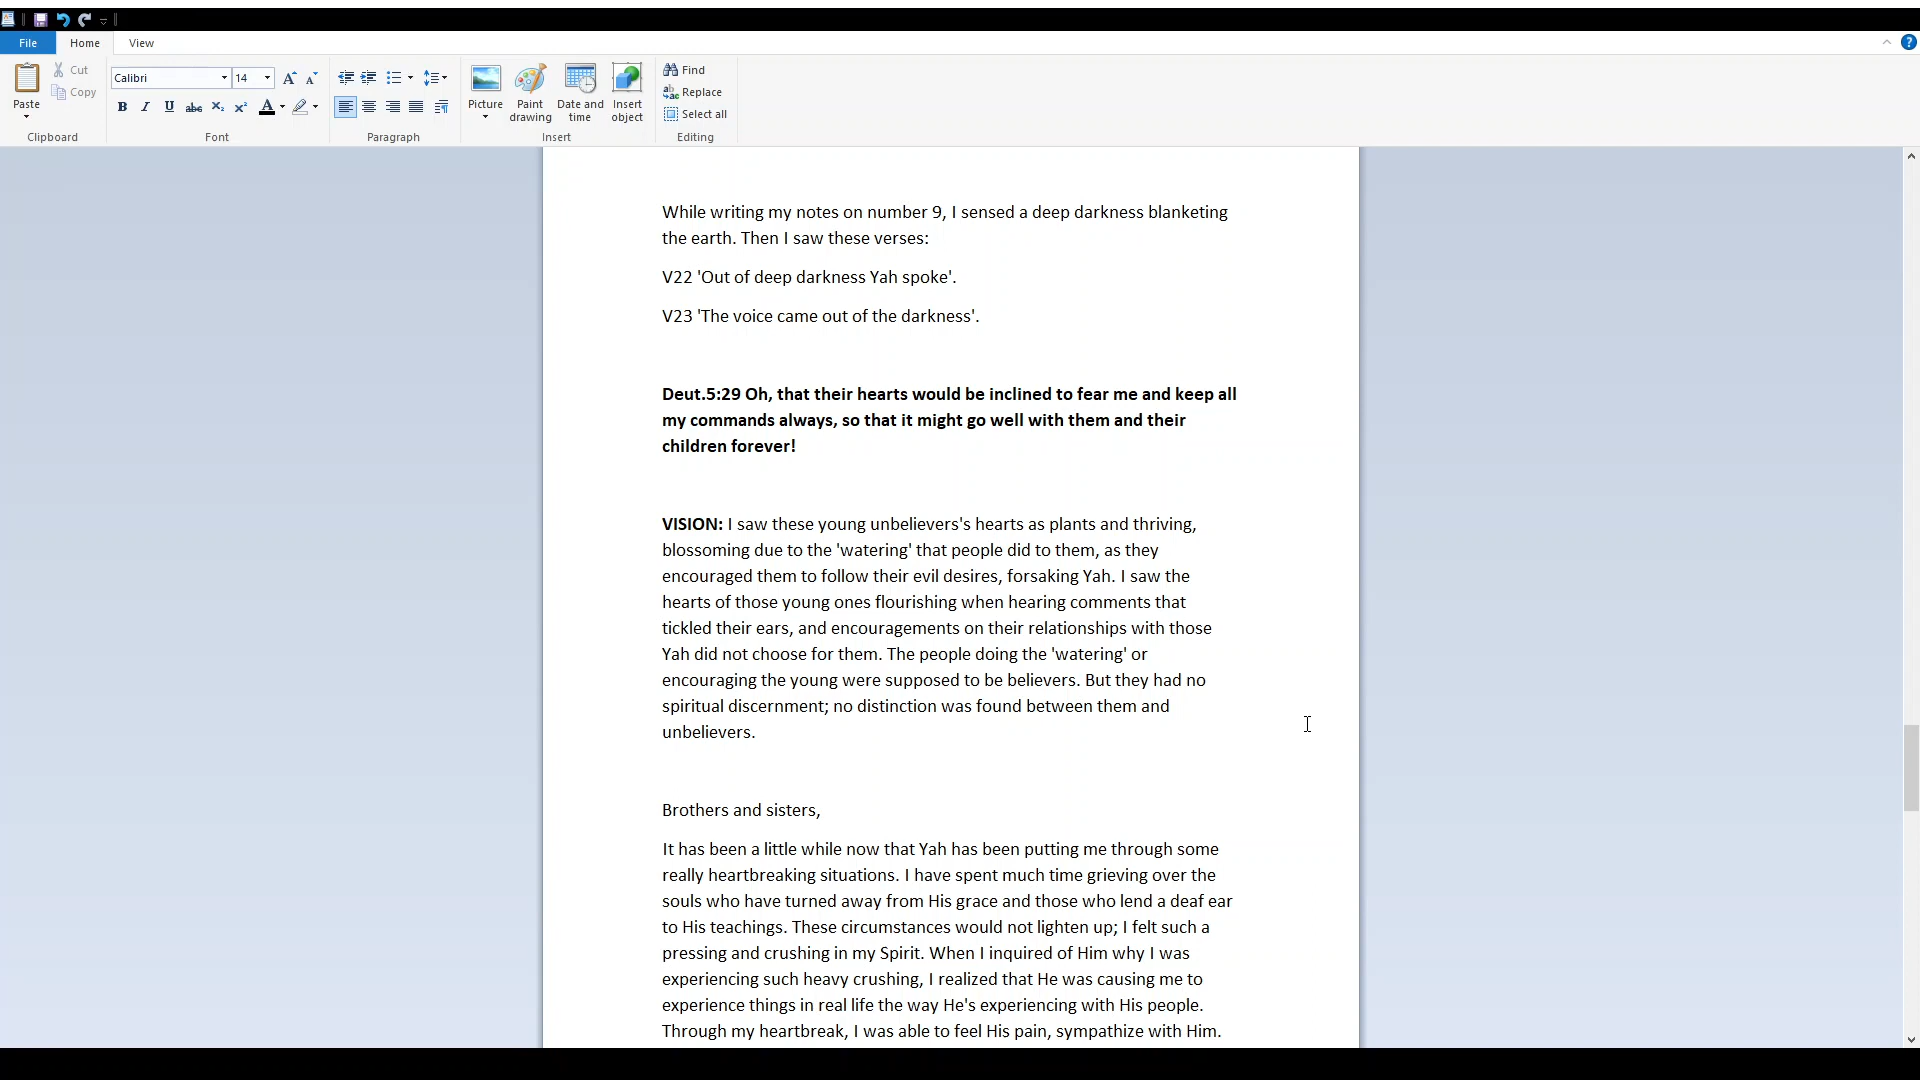 File Home View
Paste
Cut
Copy
Clipboard
Calibri 14
Font
Paragraph
Picture
Paint drawing
Date and time
Insert object
Insert
Find
Replace
Select all
Editing
While writing my notes on number 9, I sensed a deep darkness blanketing
the earth. Then I saw these verses:
V22 'Out of deep darkness Yah spoke'.
V23 'The voice came out of the darkness'.
Deut.5:29 Oh, that their hearts would be inclined to fear me and keep all
my commands always, so that it might go well with them and their
children forever!
VISION: I saw these young unbelievers's hearts as plants and thriving,
blossoming due to the 'watering' that people did to them, as they
encouraged them to follow their evil desires, forsaking Yah. I saw the
hearts of those young ones flourishing when hearing comments that
tickled their ears, and encouragements on their relationships with those
Yah did not choose for them. The people doing the 'watering' or
encouraging the young were supposed to be believers. But they had no
spiritual discernment; no distinction was found between them and
unbelievers.
Brothers and sisters,
It has been a little while now that Yah has been putting me through some
really heartbreaking situations. I have spent much time grieving over the
souls who have turned away from His grace and those who lend a deaf ear
to His teachings. These circumstances would not lighten up; I felt such a
pressing and crushing in my Spirit. When I inquired of Him why I was
experiencing such heavy crushing, I realized that He was causing me to
experience things in real life the way He's experiencing with His people.
Through my heartbreak, I was able to feel His pain, sympathize with Him.